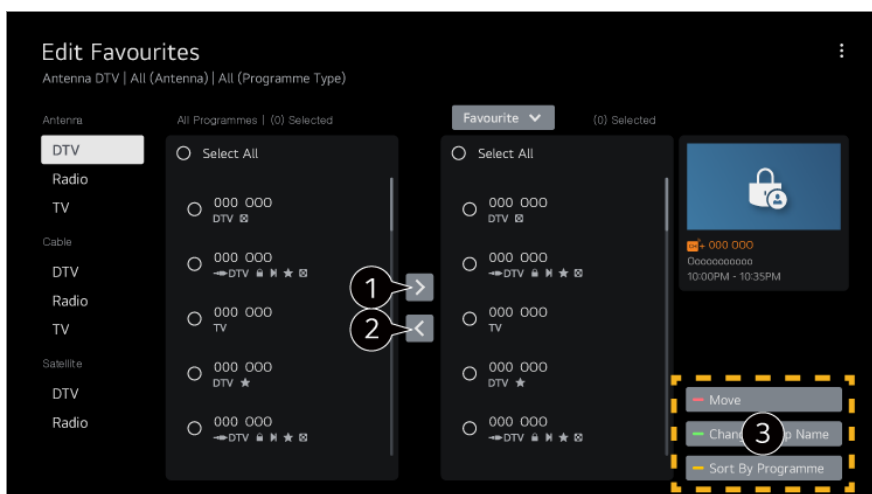 Edit Favourites
Antenna DTV | All (Antenna) | All (Programme Type)
Antenna
DTV
Radio
TV
Cable
DTV
Radio
TV
Satellite
DTV
Radio
All Programmes | (0) Selected
Select All
000 000
DTV
000 000
DTV
000 000
TV
000 000
DTV
000 000
DTV
1
2
Favourite
(0) Selected
Select All
000 000
DTV
000 000
DTV
000 000
TV
000 000
DTV
000 000
DTV
+ 000 000
Ooooooooooo
10:00PM - 10:35PM
Move
3
Name
Sort By Programme